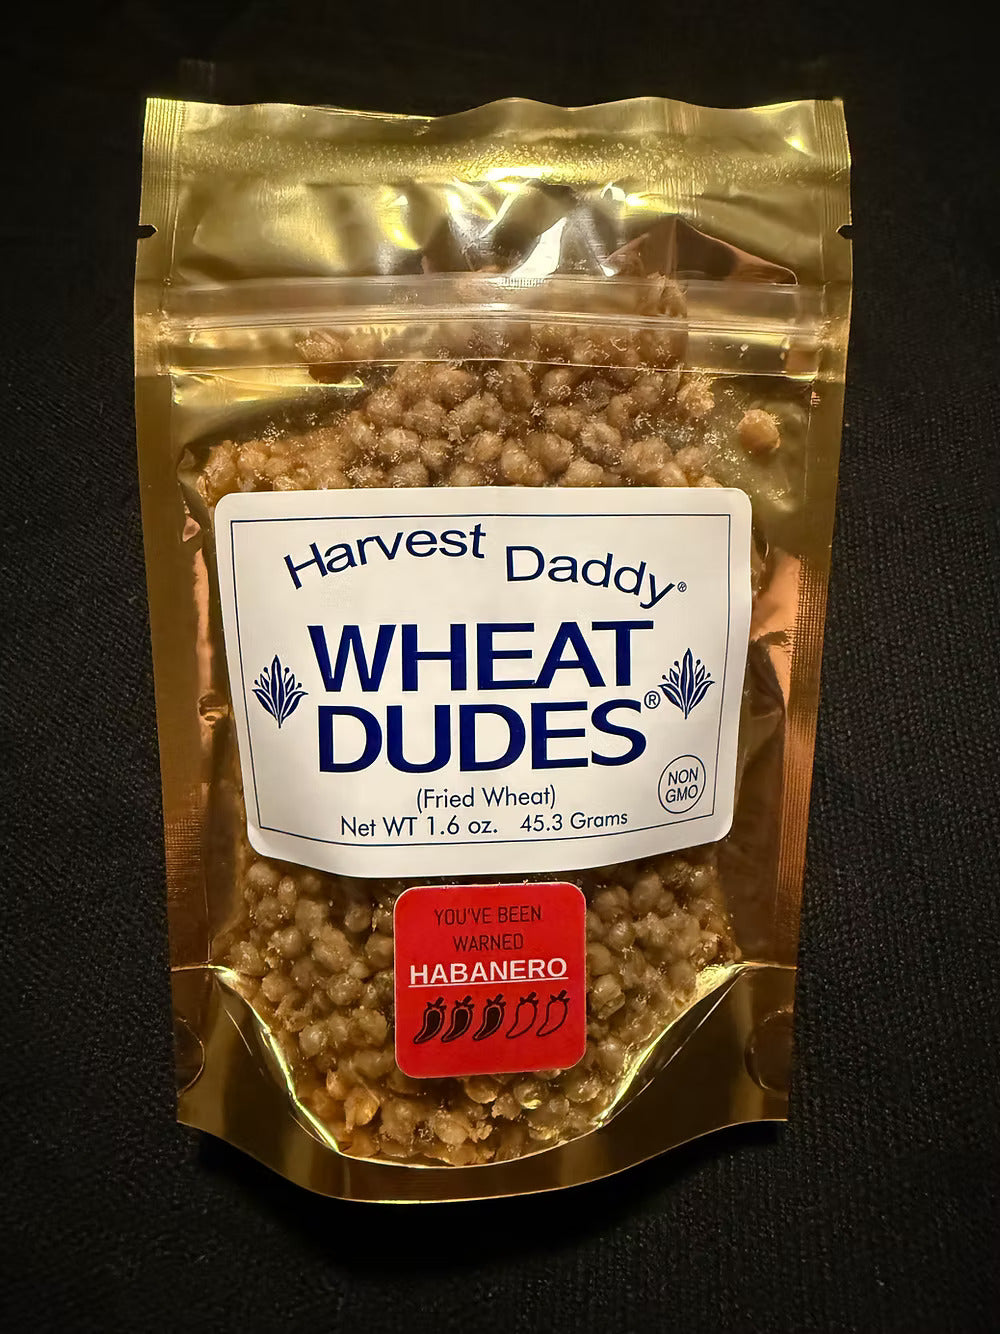 Harvest Daddy®
WHEAT
DUDES®
(Fried Wheat)
Net WT 1.6 oz. 45.3 Grams
NON
GMO
YOU'VE BEEN
WARNED
HABANERO